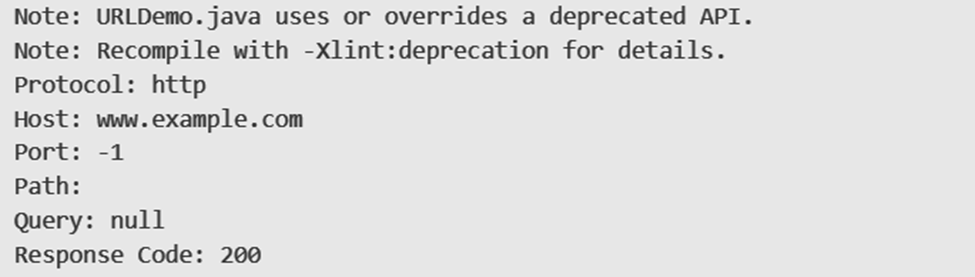 Note: URLDemo.java uses or overrides a deprecated API.
Note: Recompile with -Xlint:deprecation for details.
Protocol: http
Host: www.example.com
Port: -1
Path:
Query: null
Response Code: 200